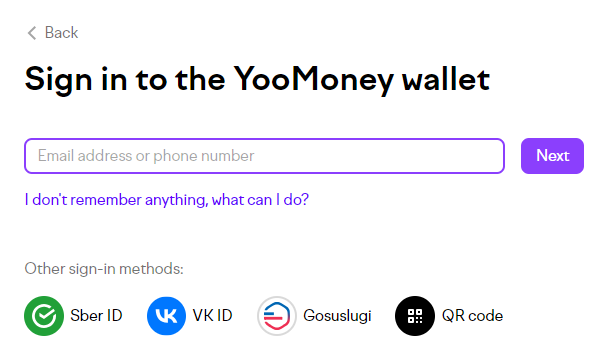 Back
Sign in to the YooMoney wallet
Email address or phone number
Next
I don't remember anything, what can I do?
Other sign-in methods:
Sber ID VK ID Gosuslugi QR code